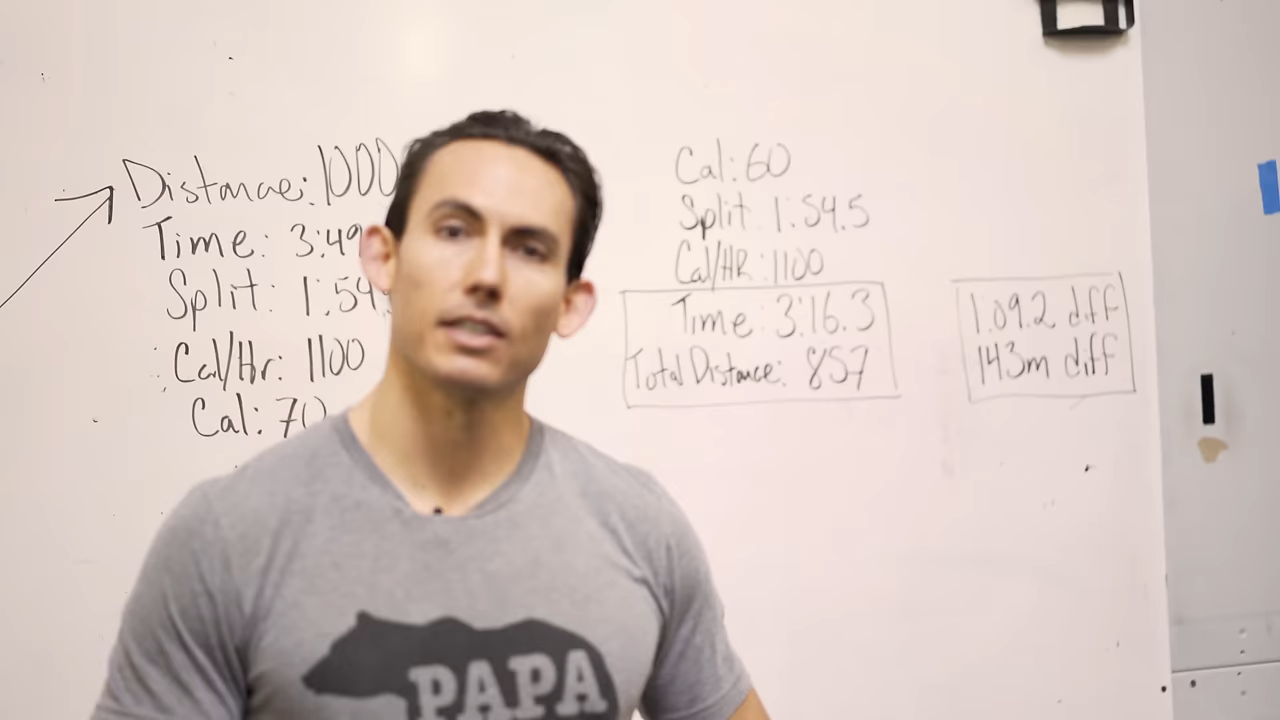 Distance: 1000
Time: 3:49
Split: 1:54.
Cal/Hr: 1100
Cal: 70
Cal: 60
Split 1:54.5
Cal/HR: 1100
Time: 3:16.3
Total Distance: 857
1.09.2 diff
143m diff
PAPA